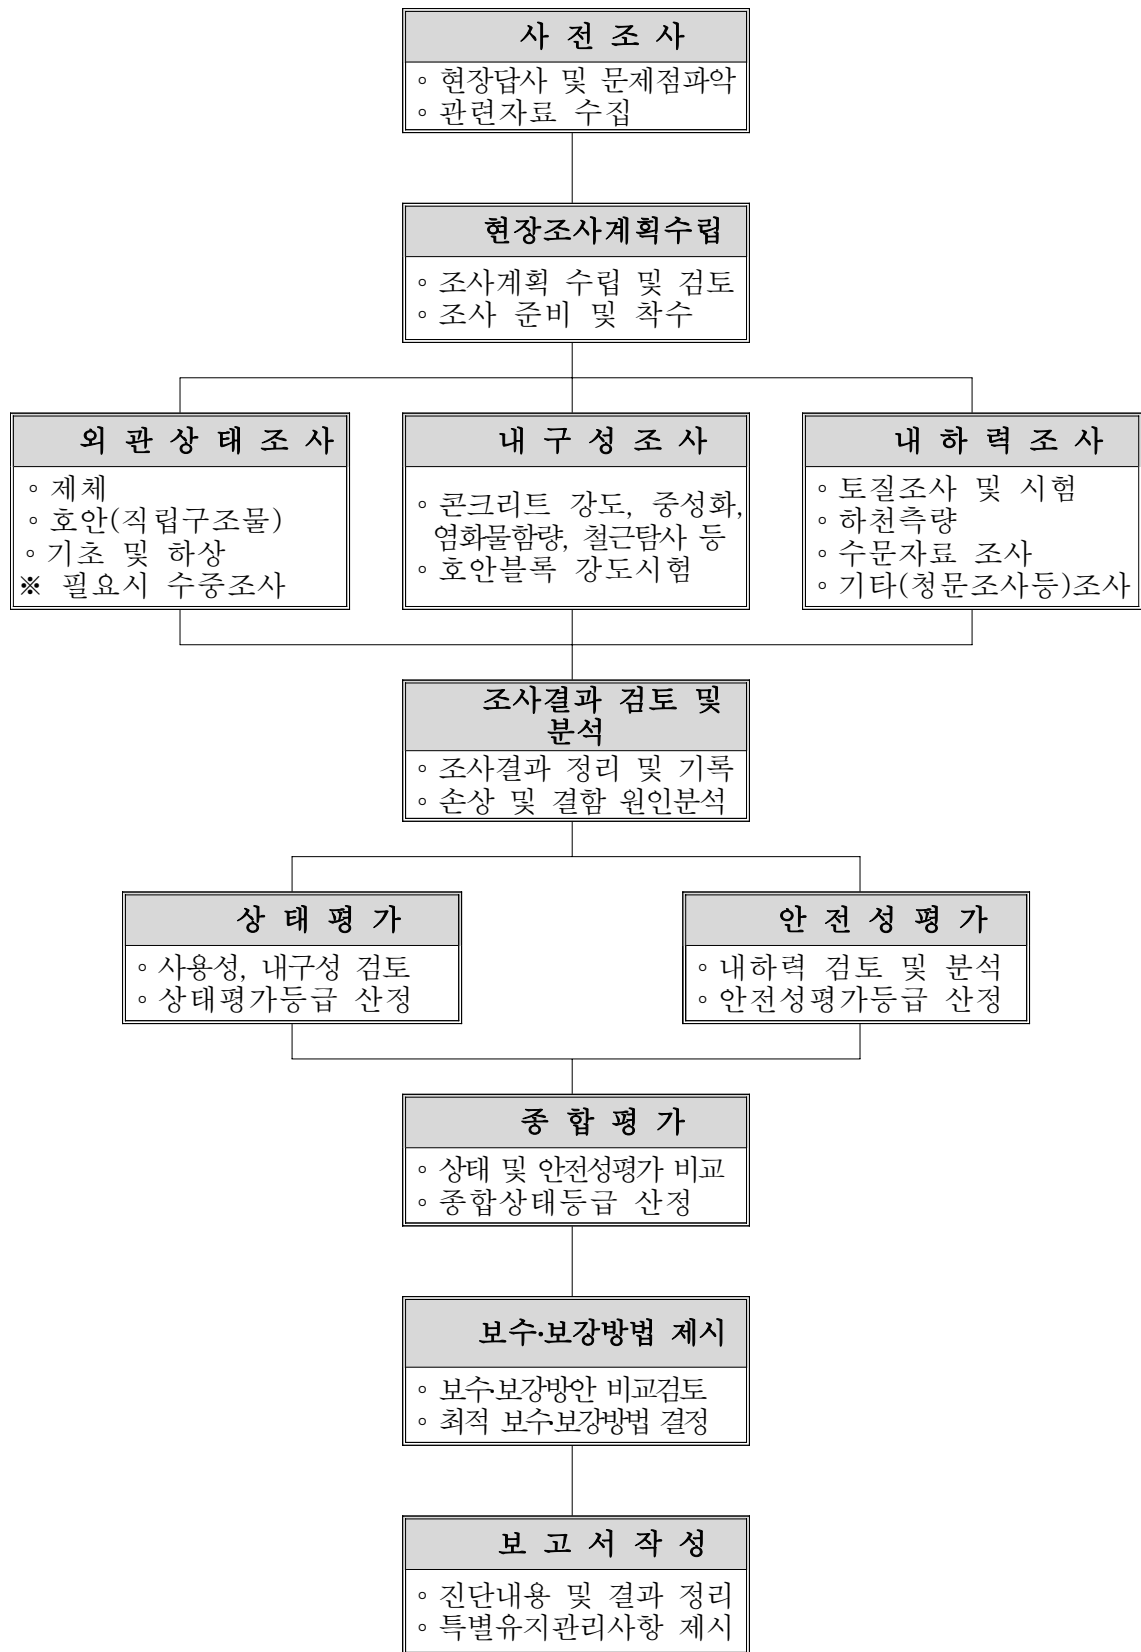 사 전 조 사
◦ 현장답사 및 문제점파악
◦ 관련자료 수집
현장조사계획수립
◦ 조사계획 수립 및 검토
◦ 조사 준비 및 착수
외 관 상 태 조 사
◦ 제체
◦ 호안(직립구조물)
◦ 기초 및 하상
※ 필요시 수중조사
내 구 성 조 사
◦ 콘크리트 강도, 중성화,
염화물함량, 철근탐사 등
◦ 호안블록 강도시험
내 하 력 조 사
◦ 토질조사 및 시험
◦ 하천측량
◦ 수문자료 조사
◦ 기타(청문조사등)조사
조사결과 검토 및
분석
◦ 조사결과 정리 및 기록
◦ 손상 및 결함 원인분석
상 태 평 가
◦ 사용성, 내구성 검토
◦ 상태평가등급 산정
안 전 성 평 가
◦ 내하력 검토 및 분석
◦ 안전성평가등급 산정
종 합 평 가
◦ 상태 및 안전성평가 비교
◦ 종합상태등급 산정
보수·보강방법 제시
◦ 보수·보강방안 비교검토
◦ 최적 보수·보강방법 결정
보 고 서 작 성
◦ 진단내용 및 결과 정리
◦ 특별유지관리사항 제시